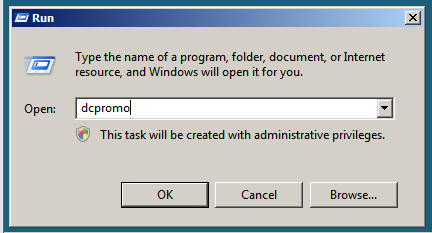 Run
Type the name of a program, folder, document, or Internet
resource, and Windows will open it for you.
Open: dcpromo
This task will be created with administrative privileges.
OK Cancel Browse...